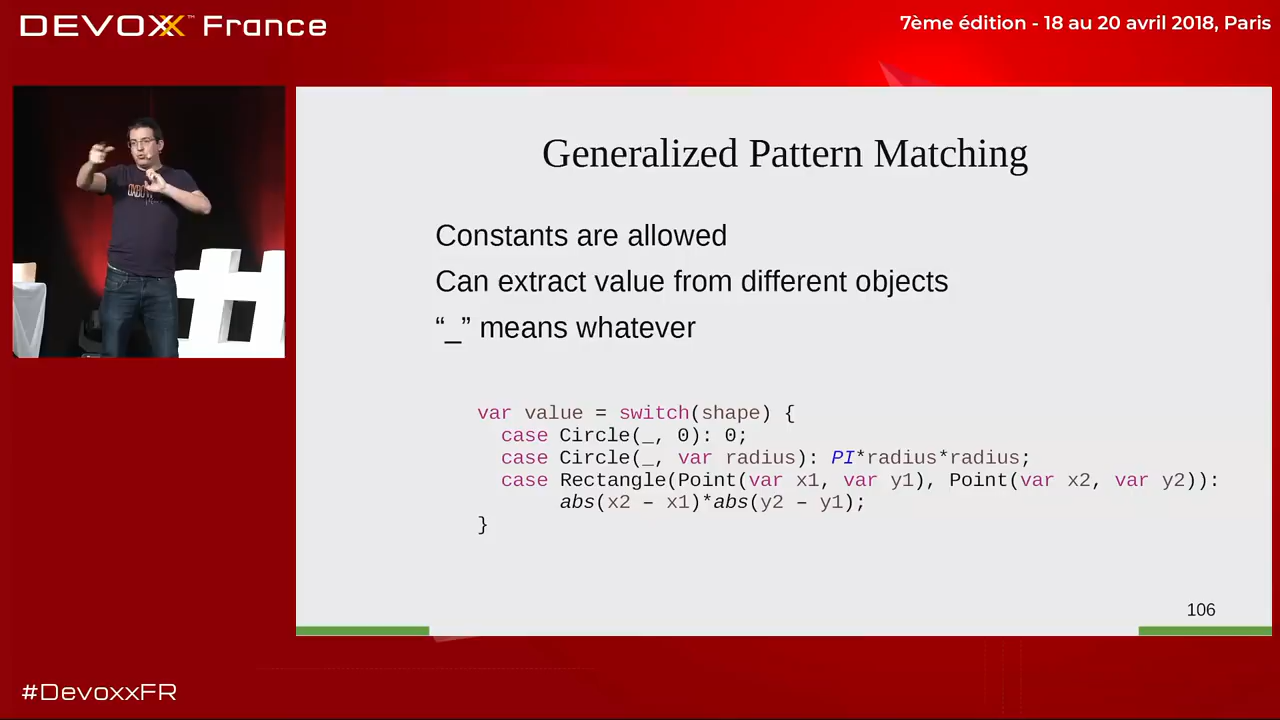 DEVOXX™ France
7ème édition - 18 au 20 avril 2018, Paris
Generalized Pattern Matching
Constants are allowed
Can extract value from different objects
“_” means whatever
var value = switch(shape) {
case Circle(_, 0): 0;
case Circle(_, var radius): PI*radius*radius;
case Rectangle(Point(var x1, var y1), Point(var x2, var y2)):
abs(x2 – x1)*abs(y2 – y1);
}
106
#DevoxxFR